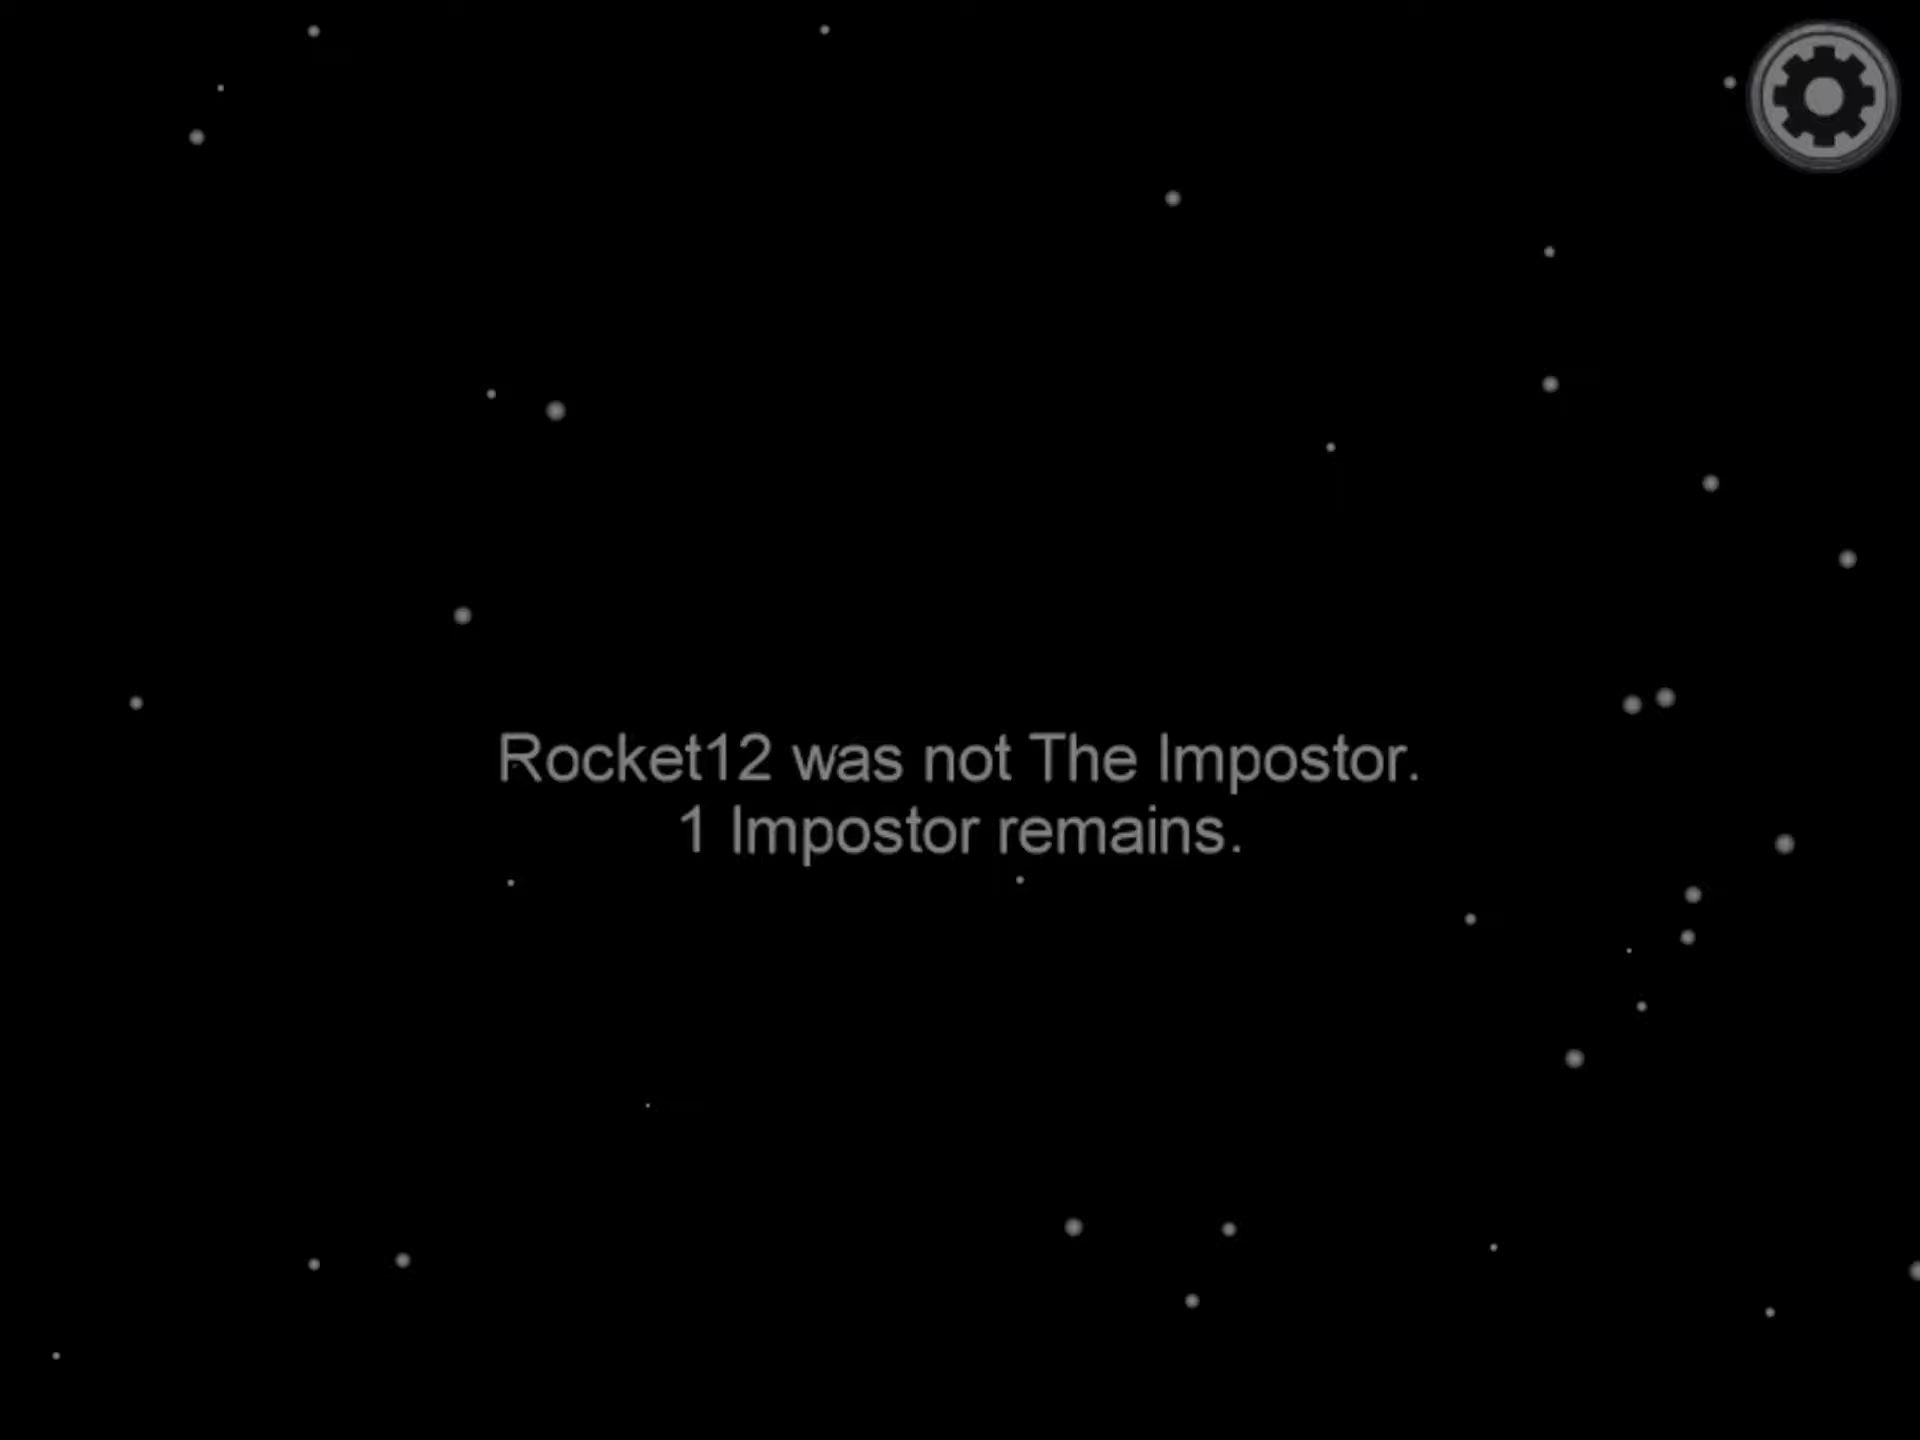 Rocket12 was not The Impostor.
1 Impostor remains.